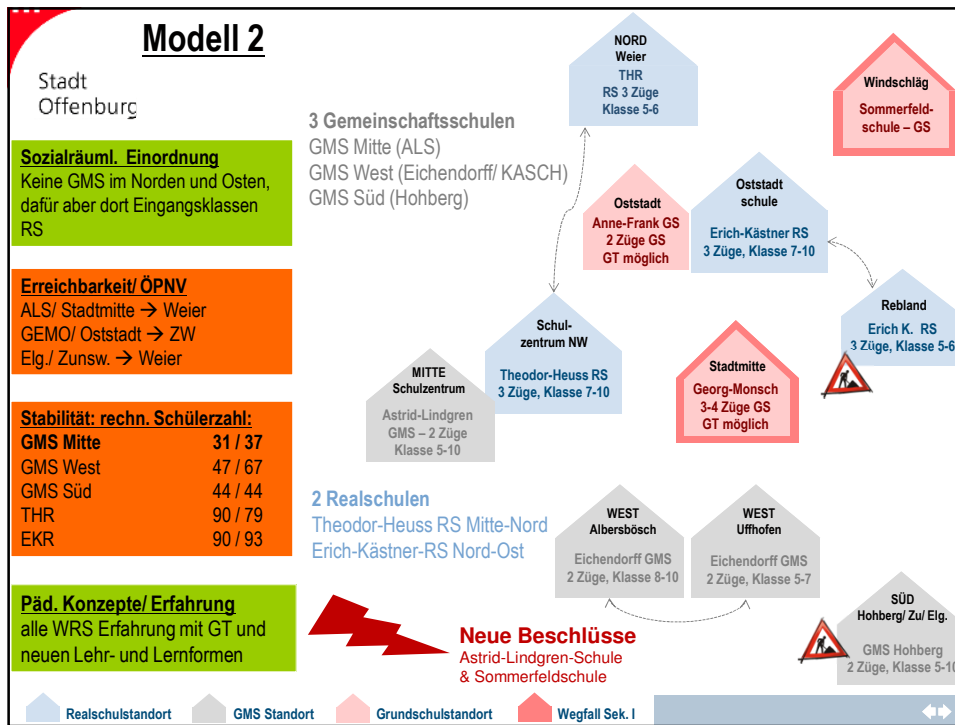 Modell 2
Stadt
Offenburg
Sozialräuml. Einordnung
Keine GMS im Norden und Osten,
dafür aber dort Eingangsklassen
RS
Erreichbarkeit/ ÖPNV
ALS/ Stadtmitte → Weier
GEMO/ Oststadt → ZW
Elg./ Zunsw. → Weier
Stabilität: rechn. Schülerzahl:
GMS Mitte 31 / 37
GMS West 47 / 67
GMS Süd 44 / 44
THR 90 / 79
EKR 90 / 93
Päd. Konzepte/ Erfahrung
alle WRS Erfahrung mit GT und
neuen Lehr- und Lernformen
3 Gemeinschaftsschulen
GMS Mitte (ALS)
GMS West (Eichendorff/ KASCH)
GMS Süd (Hohberg)
NORD
Weier
THR
RS 3 Züge
Klasse 5-6
Windschläg
Sommerfeld-
schule – GS
Oststadt
Anne-Frank GS
2 Züge GS
GT möglich
Oststadt
schule
Erich-Kästner RS
3 Züge, Klasse 7-10
Rebland
Erich K. RS
3 Züge, Klasse 5-6
Schul-
zentrum NW
Theodor-Heuss RS
3 Züge, Klasse 7-10
MITTE
Schulzentrum
Astrid-Lindgren
GMS – 2 Züge
Klasse 5-10
Stadtmitte
Georg-Monsch
3-4 Züge GS
GT möglich
2 Realschulen
Theodor-Heuss RS Mitte-Nord
Erich-Kästner-RS Nord-Ost
WEST
Albersbösch
Eichendorff GMS
2 Züge, Klasse 8-10
WEST
Uffhofen
Eichendorff GMS
2 Züge, Klasse 5-7
SÜD
Hohberg/ Zu/ Elg.
GMS Hohberg
2 Züge, Klasse 5-10
Neue Beschlüsse
Astrid-Lindgren-Schule
& Sommerfeldschule
Realschulstandort
GMS Standort
Grundschulstandort
Wegfall Sek. I